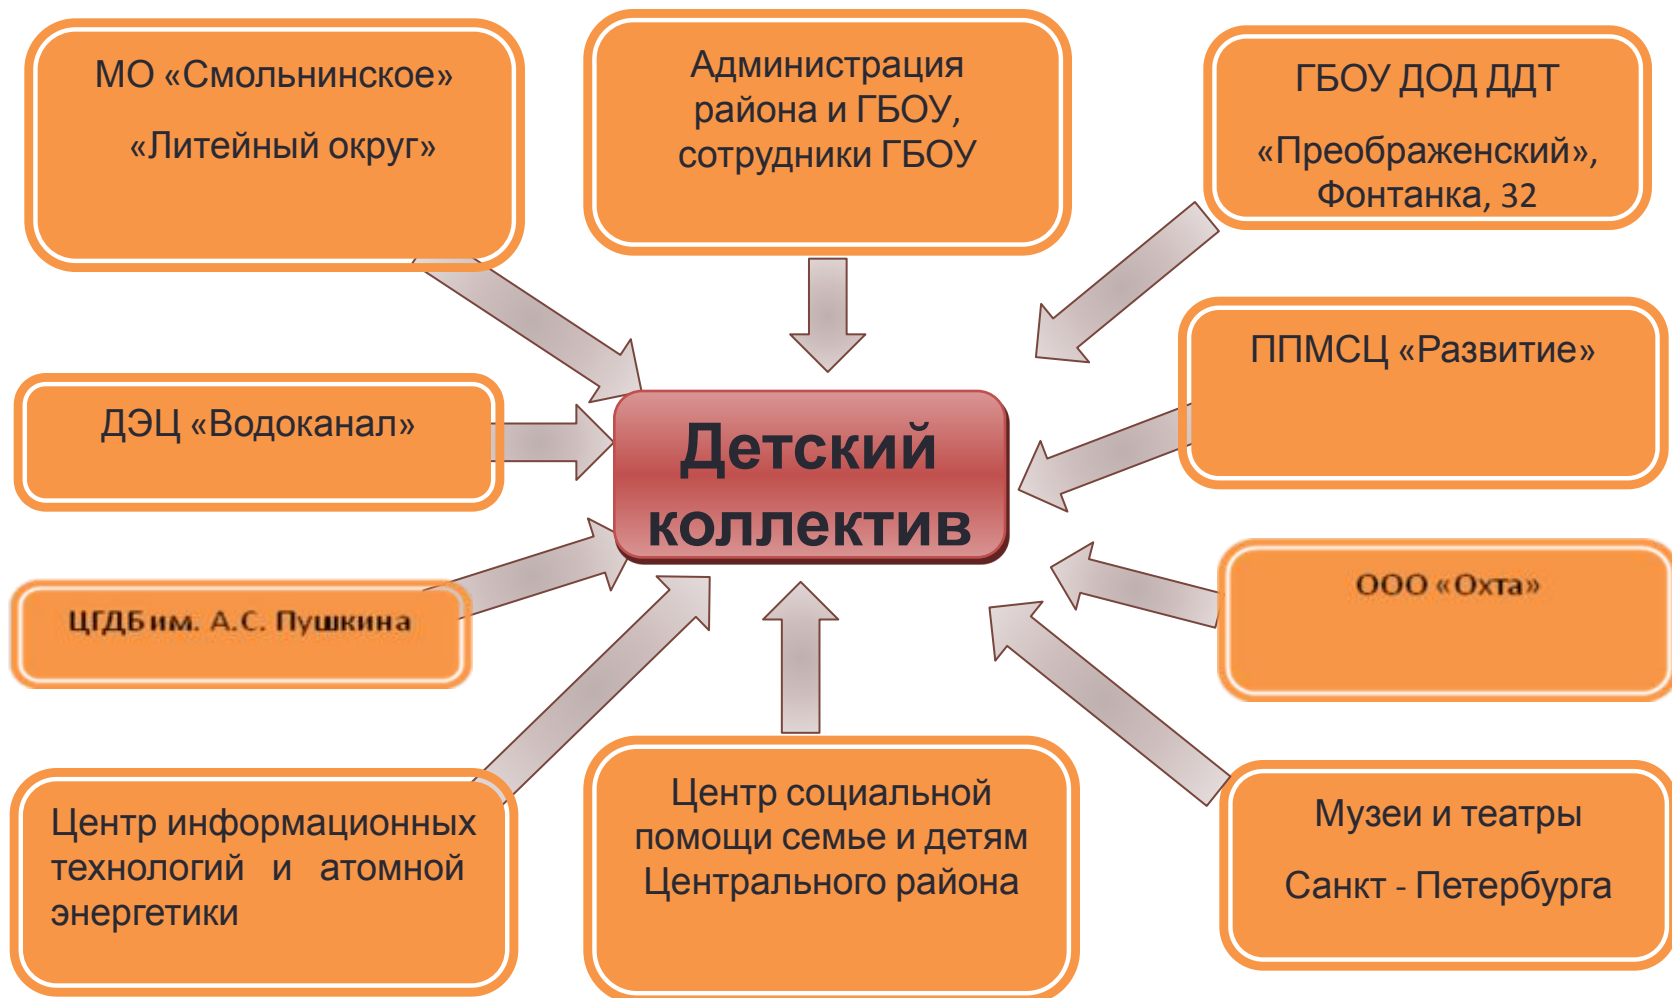 МО «Смольнинское»
«Литейный округ»
Администрация
района и ГБОУ,
сотрудники ГБОУ
ГБОУ ДОД ДДТ
«Преображенский»,
Фонтанка, 32
ДЭЦ «Водоканал»
Детский
коллектив
ППМСЦ «Развитие»
ЦГДБ им. А.С. Пушкина
ООО «Охта»
Центр информационных
технологий и атомной
энергетики
Центр социальной
помощи семье и детям
Центрального района
Музеи и театры
Санкт - Петербурга